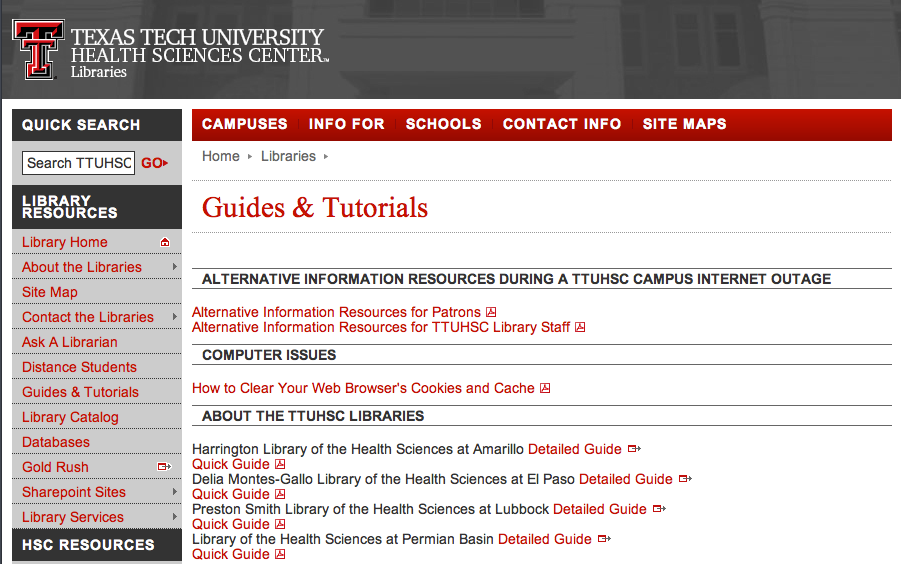 TEXAS TECH UNIVERSITY
HEALTH SCIENCES CENTER™
Libraries
QUICK SEARCH
Search TTUHSC
GO
LIBRARY
RESOURCES
Library Home
About the Libraries
Site Map
Contact the Libraries
Ask A Librarian
Distance Students
Guides & Tutorials
Library Catalog
Databases
Gold Rush
Sharepoint Sites
Library Services
HSC RESOURCES
CAMPUSES INFO FOR SCHOOLS CONTACT INFO SITE MAPS
Home Libraries
Guides & Tutorials
ALTERNATIVE INFORMATION RESOURCES DURING A TTUHSC CAMPUS INTERNET OUTAGE
Alternative Information Resources for Patrons
Alternative Information Resources for TTUHSC Library Staff
COMPUTER ISSUES
How to Clear Your Web Browser's Cookies and Cache
ABOUT THE TTUHSC LIBRARIES
Harrington Library of the Health Sciences at Amarillo Detailed Guide
Quick Guide
Delia Montes-Gallo Library of the Health Sciences at El Paso Detailed Guide
Quick Guide
Preston Smith Library of the Health Sciences at Lubbock Detailed Guide
Quick Guide
Library of the Health Sciences at Permian Basin Detailed Guide
Quick Guide